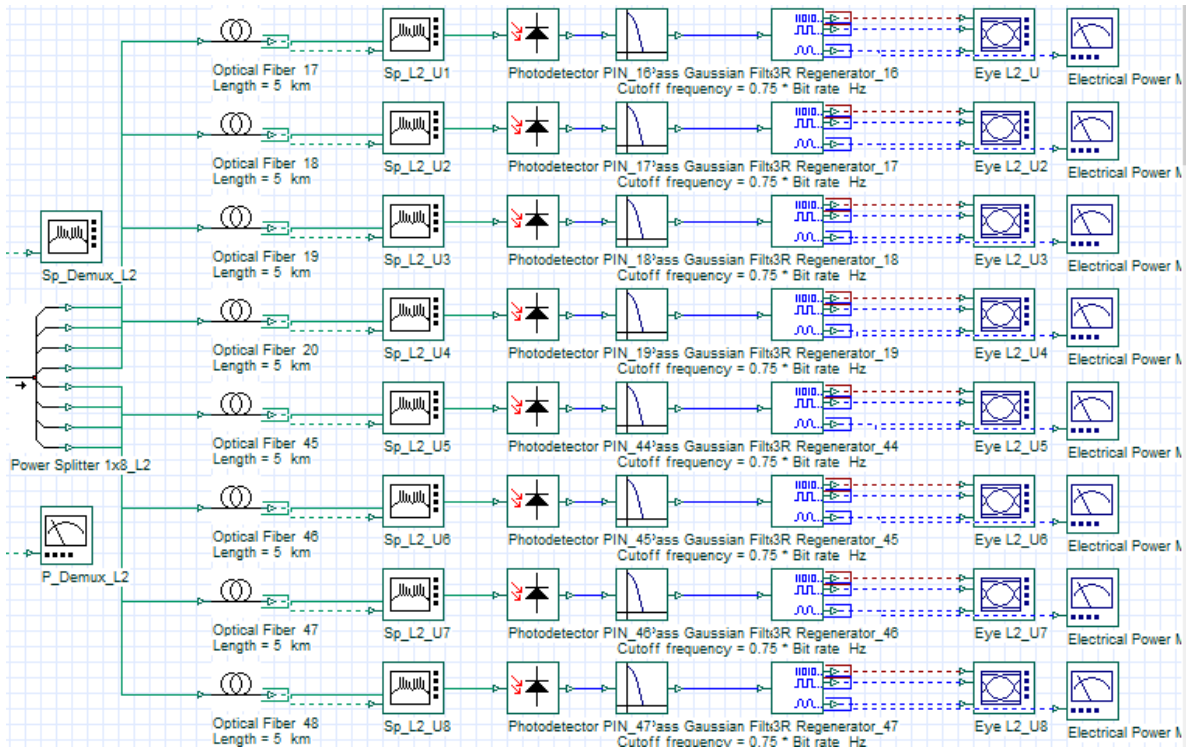 Optical Fiber 17
Length = 5 km
Sp_L2_U1
Photodetector PIN_16
ass Gaussian Filt
3R Regenerator_16
Cutoff frequency = 0.75 * Bit rate Hz
Eye L2_U
Electrical Power M
Optical Fiber 18
Length = 5 km
Sp_L2_U2
Photodetector PIN_17
ass Gaussian Filt
3R Regenerator_17
Cutoff frequency = 0.75 * Bit rate Hz
Eye L2_U2
Electrical Power M
Sp_Demux_L2
Optical Fiber 19
Length = 5 km
Sp_L2_U3
Photodetector PIN_18
ass Gaussian Filt
3R Regenerator_18
Cutoff frequency = 0.75 * Bit rate Hz
Eye L2_U3
Electrical Power M
Optical Fiber 20
Length = 5 km
Sp_L2_U4
Photodetector PIN_19
ass Gaussian Filt
3R Regenerator_19
Cutoff frequency = 0.75 * Bit rate Hz
Eye L2_U4
Electrical Power M
Power Splitter 1x8_L2
Optical Fiber 45
Length = 5 km
Sp_L2_U5
Photodetector PIN_44
ass Gaussian Filt
3R Regenerator_44
Cutoff frequency = 0.75 * Bit rate Hz
Eye L2_U5
Electrical Power M
P_Demux_L2
Optical Fiber 46
Length = 5 km
Sp_L2_U6
Photodetector PIN_45
ass Gaussian Filt
3R Regenerator_45
Cutoff frequency = 0.75 * Bit rate Hz
Eye L2_U6
Electrical Power M
Optical Fiber 47
Length = 5 km
Sp_L2_U7
Photodetector PIN_46
ass Gaussian Filt
3R Regenerator_46
Cutoff frequency = 0.75 * Bit rate Hz
Eye L2_U7
Electrical Power M
Optical Fiber 48
Length = 5 km
Sp_L2_U8
Photodetector PIN_47
ass Gaussian Filt
3R Regenerator_47
Cutoff frequency = 0.75 * Bit rate Hz
Eye L2_U8
Electrical Power M